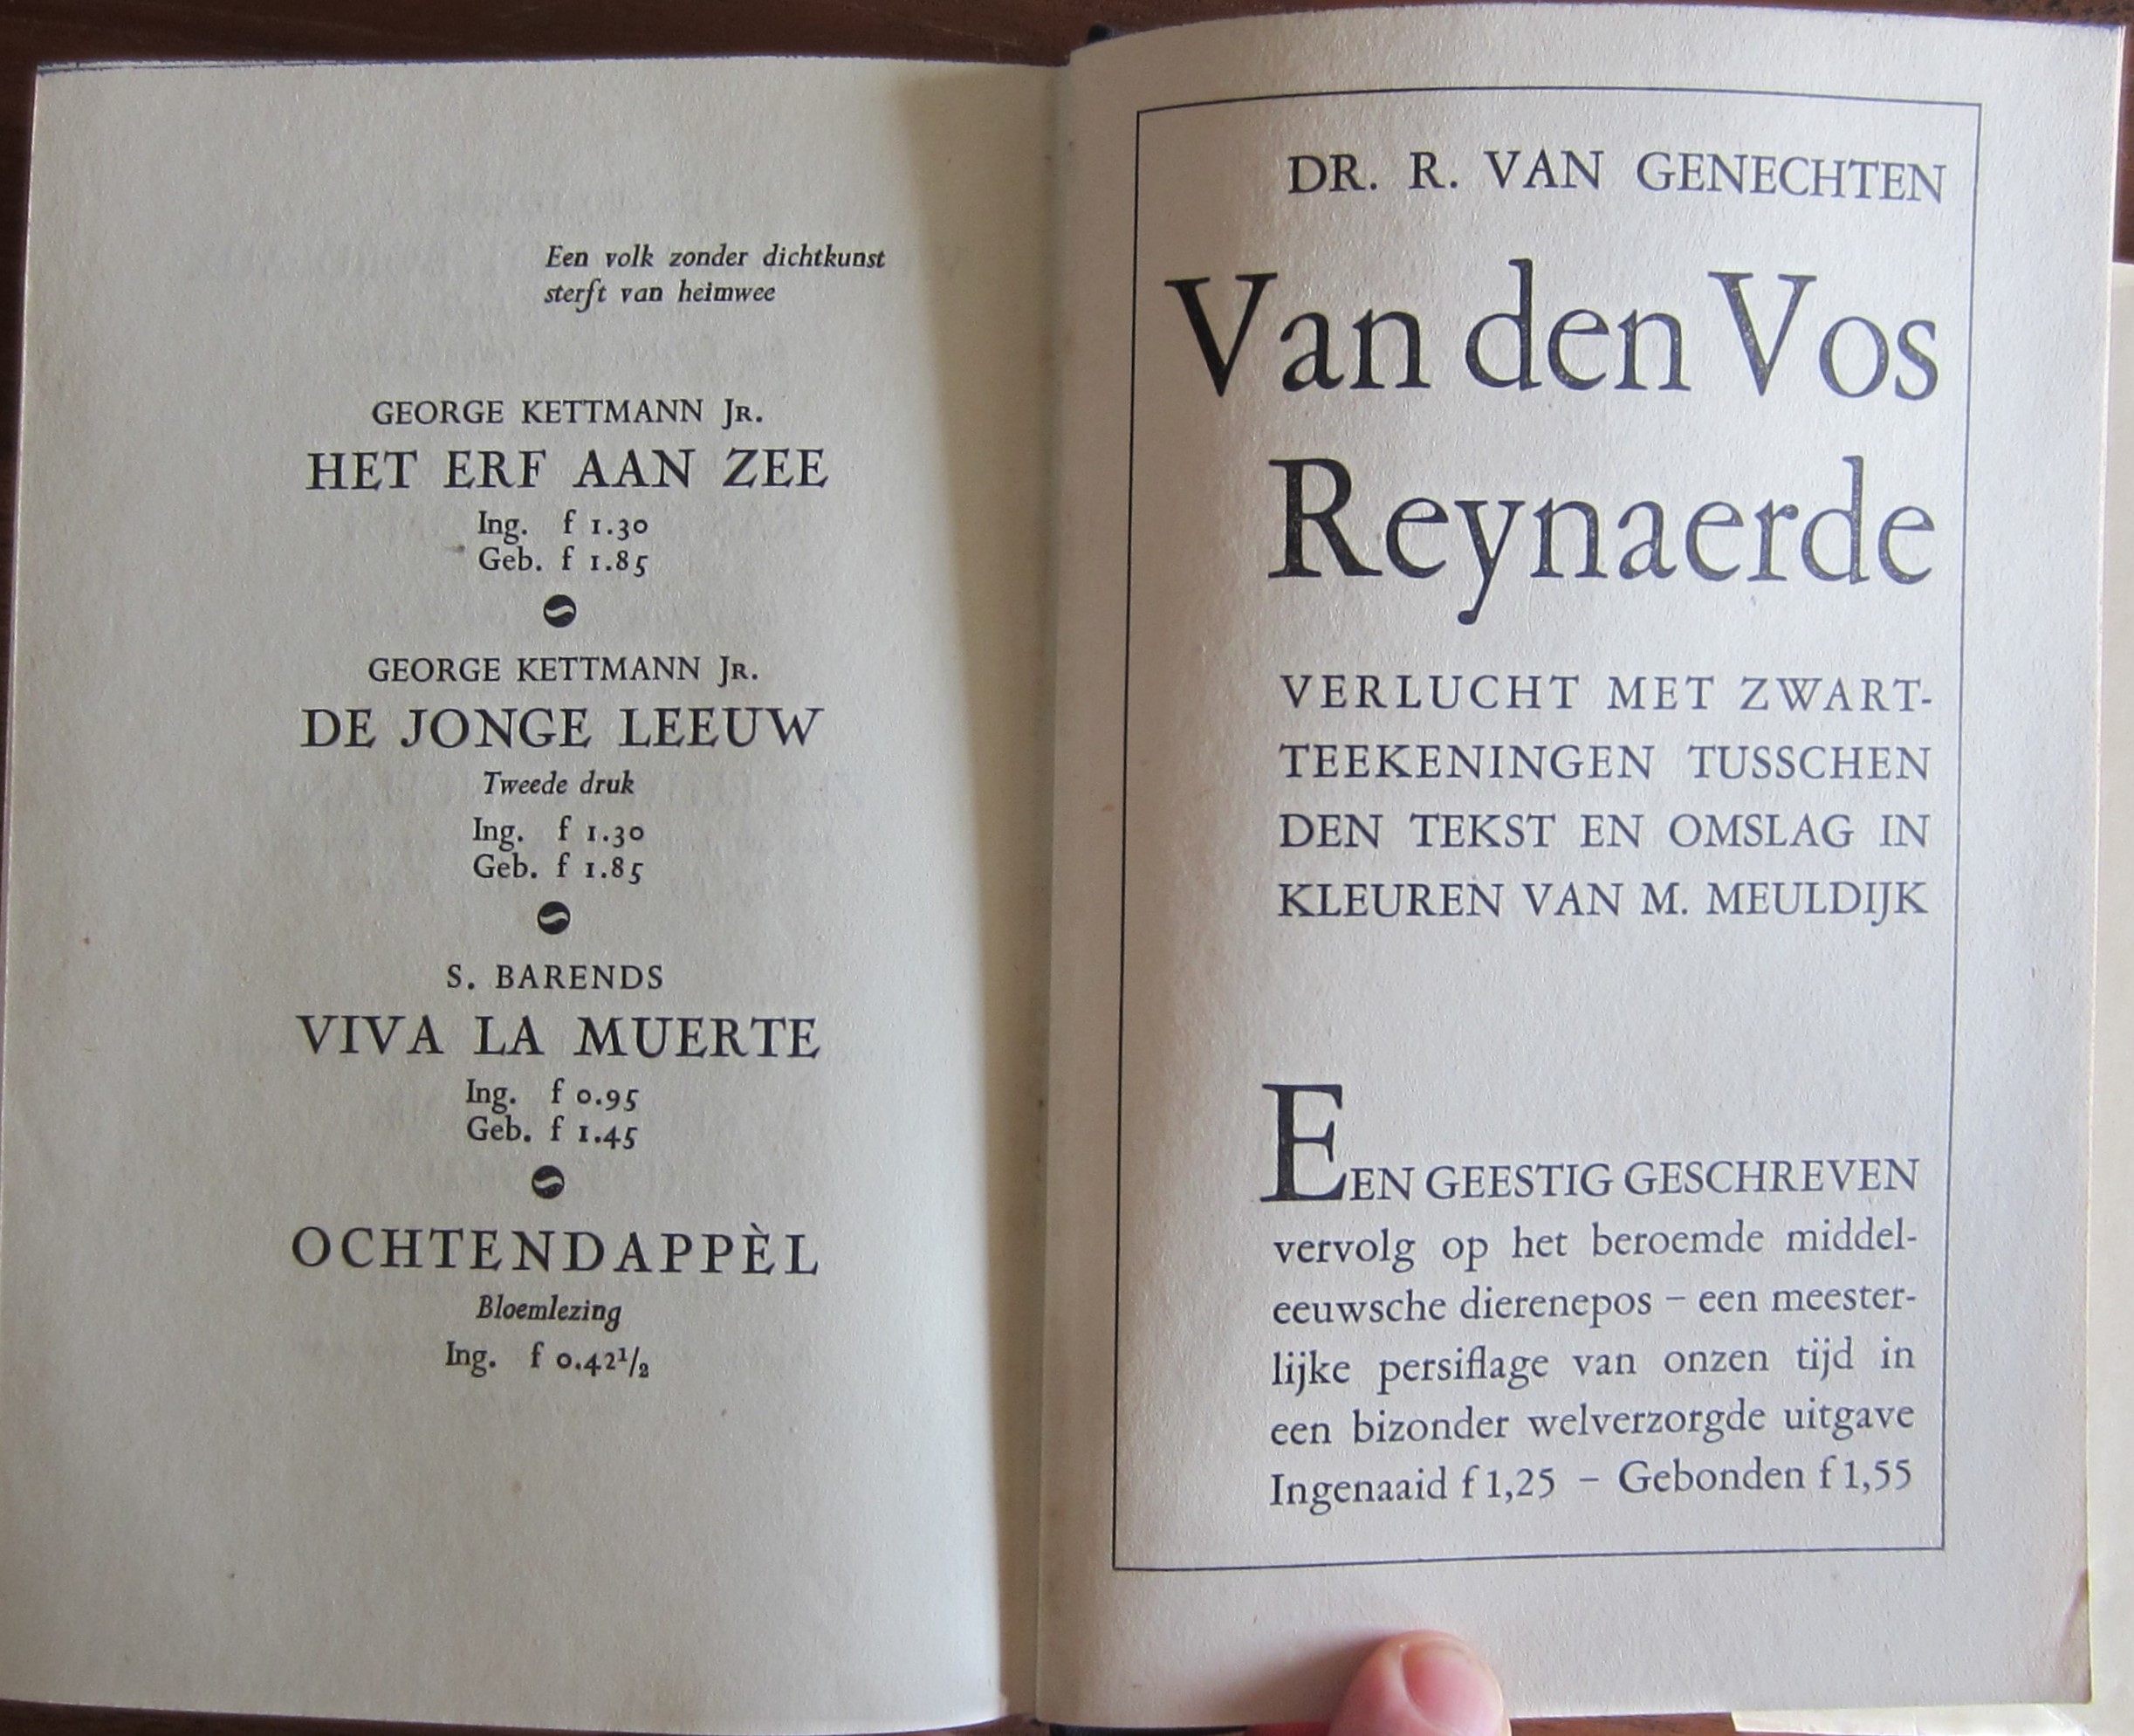 Een volk zonder dichtkunst
sterft van heimwee
GEORGE KETTMANN JR.
HET ERF AAN ZEE
Ing. f 1.30
Geb. f 1.85
GEORGE KETTMANN JR.
DE JONGE LEEUW
Tweede druk
Ing. f 1.30
Geb. f 1.85
S. BARENDS
VIVA LA MUERTE
Ing. f 0.95
Geb. f 1.45
OCHTENDAPPÈL
Bloemlezing
Ing. f 0.42½
DR. R. VAN GENECHTEN
Van den Vos
Reynaerde
VERLUCHT MET ZWART-
TEEKENINGEN TUSSCHEN
DEN TEKST EN OMSLAG IN
KLEUREN VAN M. MEULDIJK
EEN GEESTIG GESCHREVEN
vervolg op het beroemde middel-
eeuwsche dierenepos – een meester-
lijke persiflage van onzen tijd in
een bizonder welverzorgde uitgave
Ingenaaid f 1,25 – Gebonden f 1,55